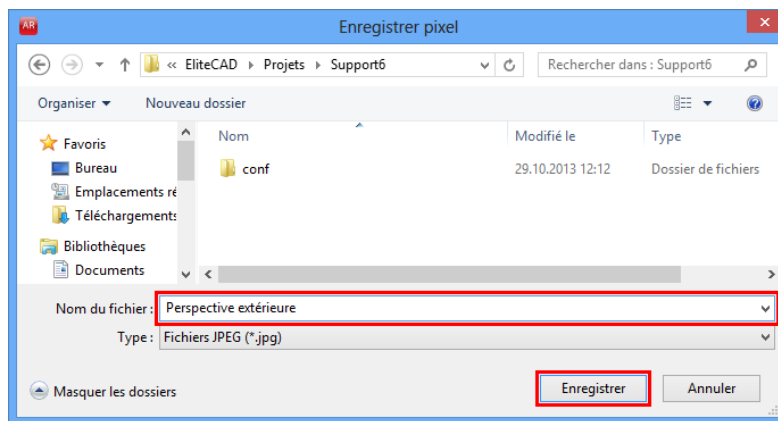 AR Enregistrer pixel
« EliteCAD Projets Support6 Rechercher dans : Support6
Organiser Nouveau dossier
Nom Modifié le Type
Favoris
Bureau
Emplacements ré
Téléchargements
Bibliothèques
Documents
conf 29.10.2013 12:12 Dossier de fichiers
Nom du fichier : Perspective extérieure
Type : Fichiers JPEG (*.jpg)
Masquer les dossiers Enregistrer Annuler